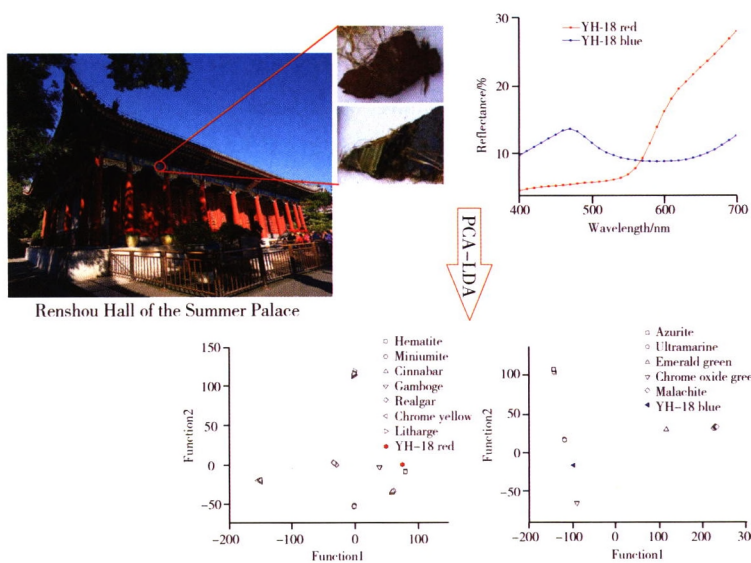 YH-18 red
YH-18 blue
30
20
10
Reflectance/%
400
500
600
700
Wavelength/nm
Renshou Hall of the Summer Palace
PCA-LDA
150
100
50
0
-50
Function2
-200
-100
0
100
Function1
Hematite
Miniumite
Cinnabar
Gamboge
Realgar
Chrome yellow
Litharge
YH-18 red
150
100
50
0
-50
Function2
-200
-100
0
100
200
30
Function1
Azurite
Ultramarine
Emerald green
Chrome oxide gree
Malachite
YH-18 blue